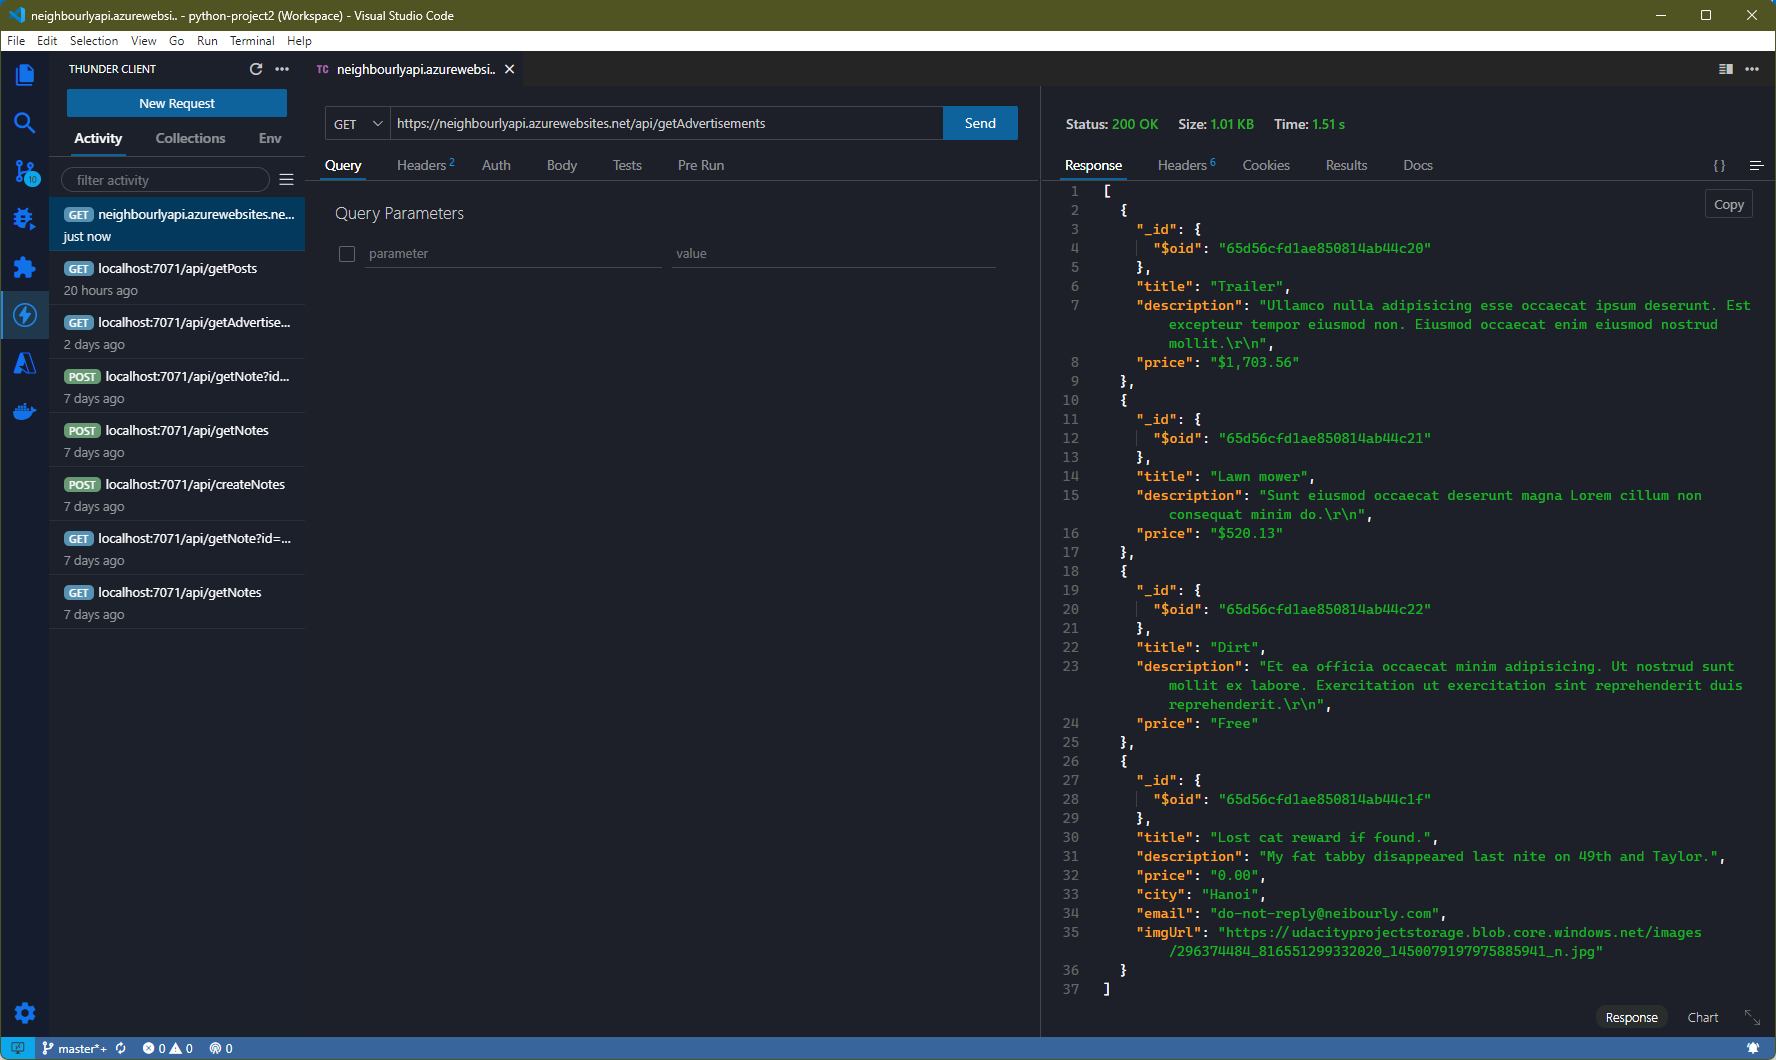 neighbourlyapi.azurewebsi.. - python-project2 (Workspace) - Visual Studio Code
File Edit Selection View Go Run Terminal Help
THUNDER CLIENT
New Request
Activity Collections Env
filter activity
GET neighbourlyapi.azurewebsites.ne...
just now
GET localhost:7071/api/getPosts
20 hours ago
GET localhost:7071/api/getAdvertise...
2 days ago
POST localhost:7071/api/getNote?id...
7 days ago
POST localhost:7071/api/getNotes
7 days ago
POST localhost:7071/api/createNotes
7 days ago
GET localhost:7071/api/getNote?id=...
7 days ago
GET localhost:7071/api/getNotes
7 days ago
10
TC neighbourlyapi.azurewebsi..
GET https://neighbourlyapi.azurewebsites.net/api/getAdvertisements Send
Query Headers 2 Auth Body Tests Pre Run
Query Parameters
parameter value
Status: 200 OK Size: 1.01 KB Time: 1.51 s
Response Headers 6 Cookies Results Docs { }
Copy
1 [
2 {
3 "_id": {
4 "$oid": "65d56cfd1ae850814ab44c20"
5 },
6 "title": "Trailer",
7 "description": "Ullamco nulla adipisicing esse occaecat ipsum deserunt. Est
excepteur tempor eiusmod non. Eiusmod occaecat enim eiusmod nostrud
mollit.\r\n",
8 "price": "$1,703.56"
9 },
10 {
11 "_id": {
12 "$oid": "65d56cfd1ae850814ab44c21"
13 },
14 "title": "Lawn mower",
15 "description": "Sunt eiusmod occaecat deserunt magna Lorem cillum non
consequat minim do.\r\n",
16 "price": "$520.13"
17 },
18 {
19 "_id": {
20 "$oid": "65d56cfd1ae850814ab44c22"
21 },
22 "title": "Dirt",
23 "description": "Et ea officia occaecat minim adipisicing. Ut nostrud sunt
mollit ex labore. Exercitation ut exercitation sint reprehenderit duis
reprehenderit.\r\n",
24 "price": "Free"
25 },
26 {
27 "_id": {
28 "$oid": "65d56cfd1ae850814ab44c1f"
29 },
30 "title": "Lost cat reward if found.",
31 "description": "My fat tabby disappeared last nite on 49th and Taylor.",
32 "price": "0.00",
33 "city": "Hanoi",
34 "email": "do-not-reply@neibourly.com",
35 "imgUrl": "https://udacityprojectstorage.blob.core.windows.net/images
/296374484_816551299332020_1450079197975885941_n.jpg"
36 }
37 ]
Response Chart
master*+ 0 0 0